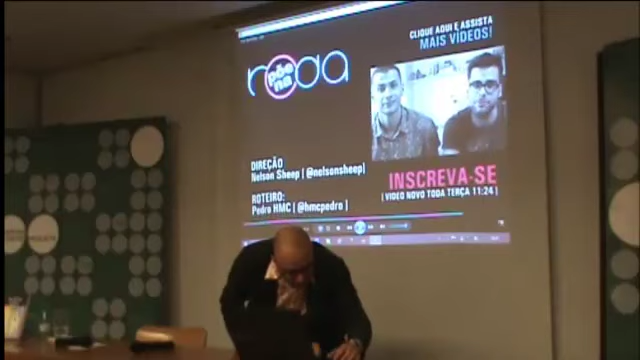 CLIQUE AQUI E ASSISTA
MAIS VÍDEOS!
põe
na
roda
DIREÇÃO
Nelson Sheep | @nelsonsheep|
ROTEIRO:
Pedro HMC | @hmcpedro |
INSCREVA-SE
| VIDEO NOVO TODA TERÇA 11:24 |